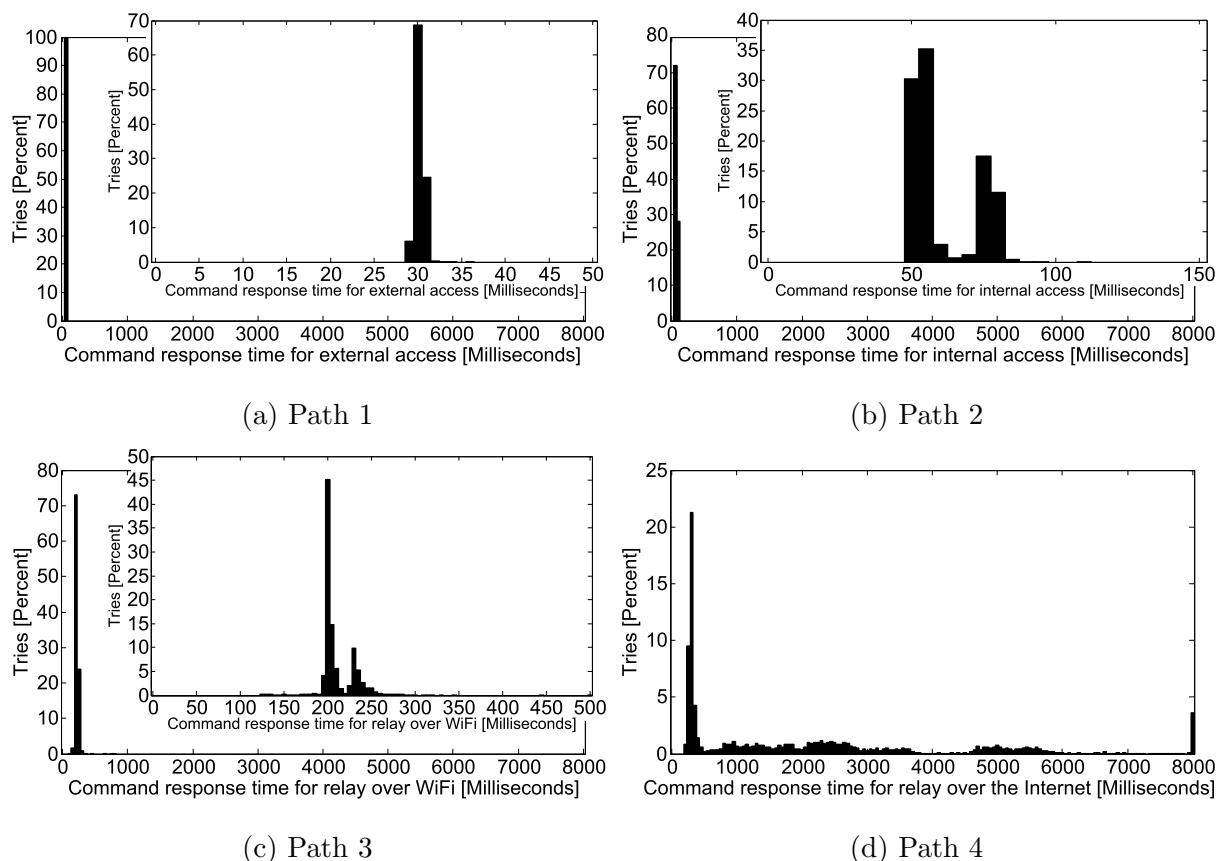 100
90
80
70
60
50
40
30
20
10
0
Tries [Percent]
0 1000 2000 3000 4000 5000 6000 7000 8000
Command response time for external access [Milliseconds]
70
60
50
40
30
20
10
0
Tries [Percent]
0 5 10 15 20 25 30 35 40 45 50
Command response time for external access [Milliseconds]
(a) Path 1
80
70
60
50
40
30
20
10
0
Tries [Percent]
0 1000 2000 3000 4000 5000 6000 7000 8000
Command response time for internal access [Milliseconds]
40
35
30
25
20
15
10
5
0
Tries [Percent]
0 50 100 150
Command response time for internal access [Milliseconds]
(b) Path 2
80
70
60
50
40
30
20
10
0
Tries [Percent]
0 1000 2000 3000 4000 5000 6000 7000 8000
Command response time for relay over WiFi [Milliseconds]
50
45
40
35
30
25
20
15
10
5
0
Tries [Percent]
0 50 100 150 200 250 300 350 400 450 500
Command response time for relay over WiFi [Milliseconds]
(c) Path 3
25
20
15
10
5
0
Tries [Percent]
0 1000 2000 3000 4000 5000 6000 7000 8000
Command response time for relay over the Internet [Milliseconds]
(d) Path 4